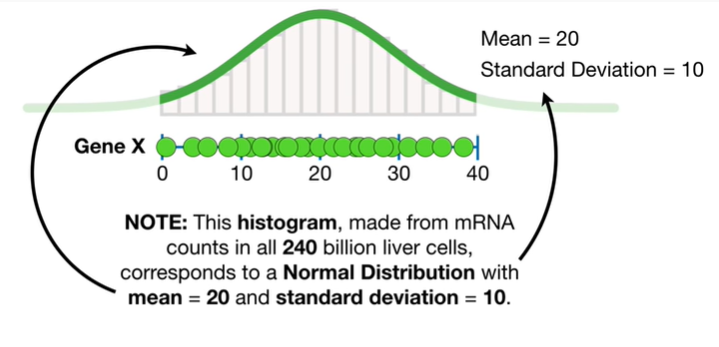 Mean = 20
Standard Deviation = 10
Gene X
0 10 20 30 40
NOTE: This histogram, made from mRNA
counts in all 240 billion liver cells,
corresponds to a Normal Distribution with
mean = 20 and standard deviation = 10.